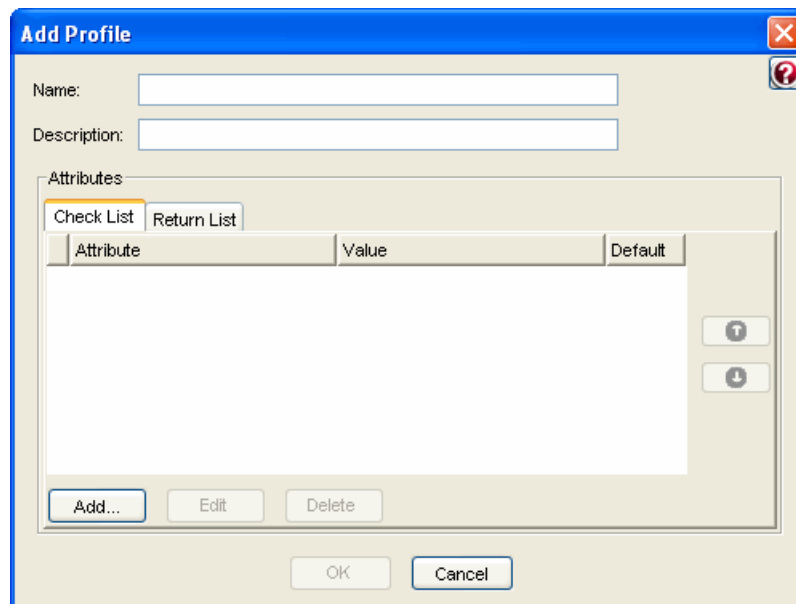 Add Profile
Name:
Description:
Attributes
Check List Return List
Attribute Value Default
Add... Edit Delete
OK Cancel